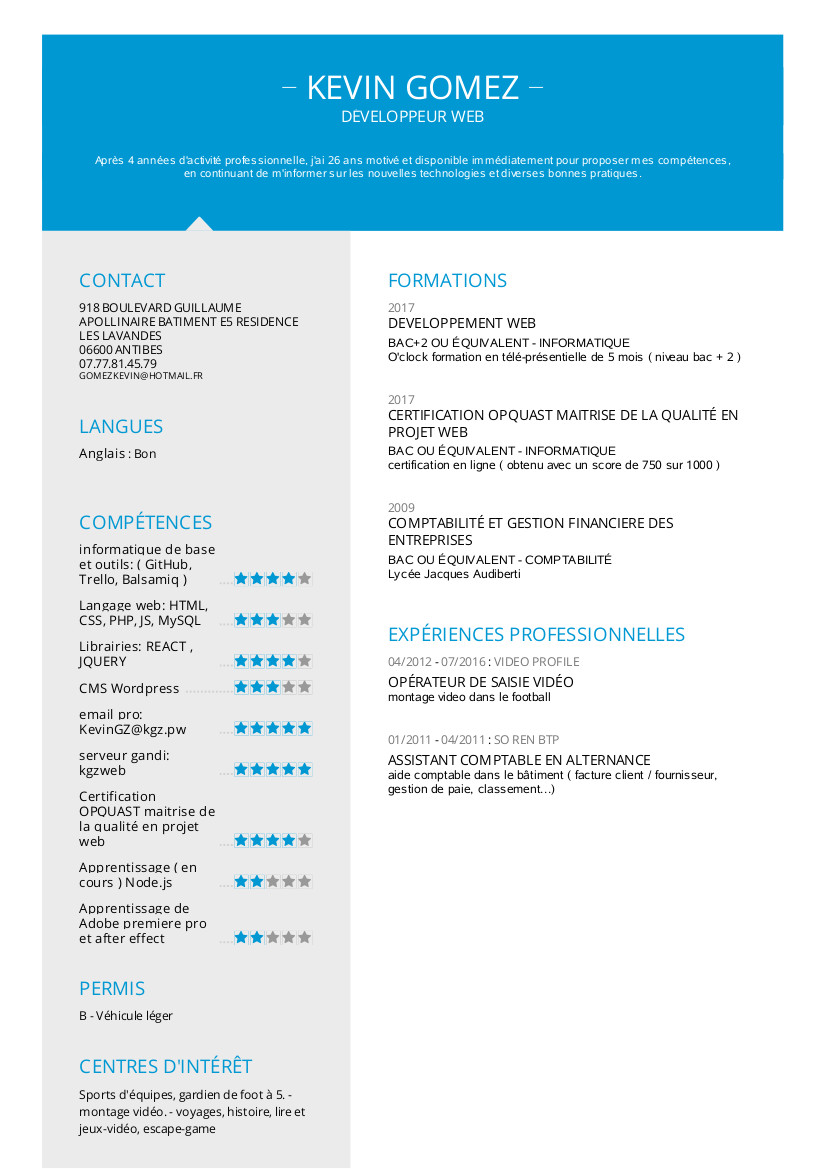 – KEVIN GOMEZ –
DEVELOPPEUR WEB
Après 4 années d'activité professionnelle, j'ai 26 ans motivé et disponible immédiatement pour proposer mes compétences,
en continuant de m'informer sur les nouvelles technologies et diverses bonnes pratiques.
CONTACT
918 BOULEVARD GUILLAUME
APOLLINAIRE BATIMENT E5 RESIDENCE
LES LAVANDES
06600 ANTIBES
07.77.81.45.79
GOMEZKEVIN@HOTMAIL.FR
LANGUES
Anglais : Bon
COMPÉTENCES
informatique de base
et outils: ( GitHub,
Trello, Balsamiq )
Langage web: HTML,
CSS, PHP, JS, MySQL
Librairies: REACT ,
JQUERY
CMS Wordpress
email pro:
KevinGZ@kgz.pw
serveur gandi:
kgzweb
Certification
OPQUAST maitrise de
la qualité en projet
web
Apprentissage ( en
cours ) Node.js
Apprentissage de
Adobe premiere pro
et after effect
PERMIS
B - Véhicule léger
CENTRES D'INTÉRÊT
Sports d'équipes, gardien de foot à 5. -
montage vidéo. - voyages, histoire, lire et
jeux-vidéo, escape-game
FORMATIONS
2017
DEVELOPPEMENT WEB
BAC+2 OU ÉQUIVALENT - INFORMATIQUE
O'clock formation en télé-présentielle de 5 mois ( niveau bac + 2 )
2017
CERTIFICATION OPQUAST MAITRISE DE LA QUALITÉ EN
PROJET WEB
BAC OU ÉQUIVALENT - INFORMATIQUE
certification en ligne ( obtenu avec un score de 750 sur 1000 )
2009
COMPTABILITÉ ET GESTION FINANCIERE DES
ENTREPRISES
BAC OU ÉQUIVALENT - COMPTABILITÉ
Lycée Jacques Audiberti
EXPÉRIENCES PROFESSIONNELLES
04/2012 - 07/2016 : VIDEO PROFILE
OPÉRATEUR DE SAISIE VIDÉO
montage video dans le football
01/2011 - 04/2011 : SO REN BTP
ASSISTANT COMPTABLE EN ALTERNANCE
aide comptable dans le bâtiment ( facture client / fournisseur,
gestion de paie, classement...)